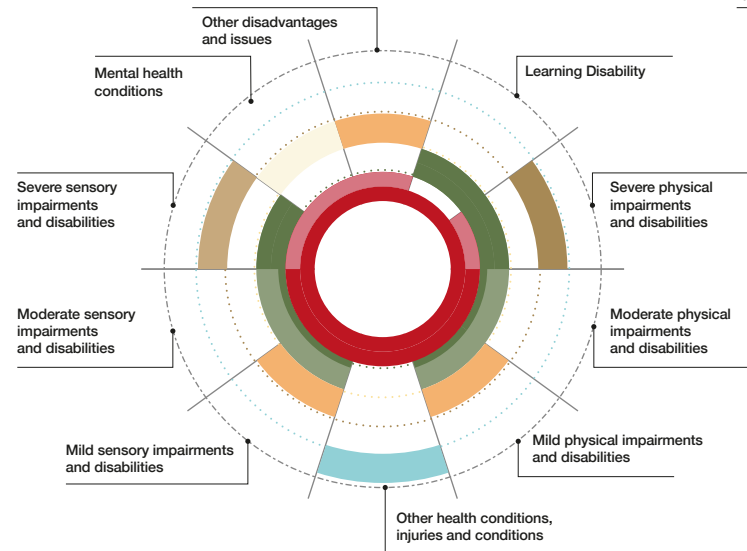 Other disadvantages
and issues
Mental health
conditions
Learning Disability
Severe sensory
impairments
and disabilities
Severe physical
impairments
and disabilities
Moderate sensory
impairments
and disabilities
Moderate physical
impairments
and disabilities
Mild sensory impairments
and disabilities
Mild physical impairments
and disabilities
Other health conditions,
injuries and conditions